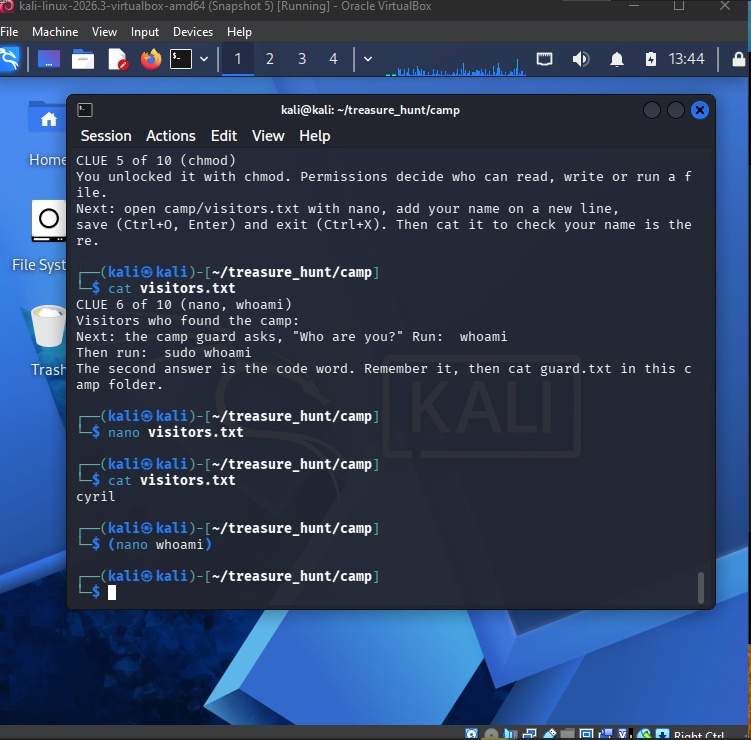 kali-linux-2026.3-virtualbox-amd64 (Snapshot 5) [Running] - Oracle VirtualBox
File Machine View Input Devices Help
1 2 3 4 13:44
Home
File Syst
Trash
kali@kali: ~/treasure_hunt/camp
Session Actions Edit View Help
CLUE 5 of 10 (chmod)
You unlocked it with chmod. Permissions decide who can read, write or run a f
ile.
Next: open camp/visitors.txt with nano, add your name on a new line,
save (Ctrl+O, Enter) and exit (Ctrl+X). Then cat it to check your name is the
re.
┌──(kali㉿kali)-[~/treasure_hunt/camp]
└─$ cat visitors.txt
CLUE 6 of 10 (nano, whoami)
Visitors who found the camp:
Next: the camp guard asks, "Who are you?" Run:  whoami
Then run:  sudo whoami
The second answer is the code word. Remember it, then cat guard.txt in this c
amp folder.
┌──(kali㉿kali)-[~/treasure_hunt/camp]
└─$ nano visitors.txt
┌──(kali㉿kali)-[~/treasure_hunt/camp]
└─$ cat visitors.txt
cyril
┌──(kali㉿kali)-[~/treasure_hunt/camp]
└─$ (nano whoami)
┌──(kali㉿kali)-[~/treasure_hunt/camp]
└─$
KALI
Right Ctrl